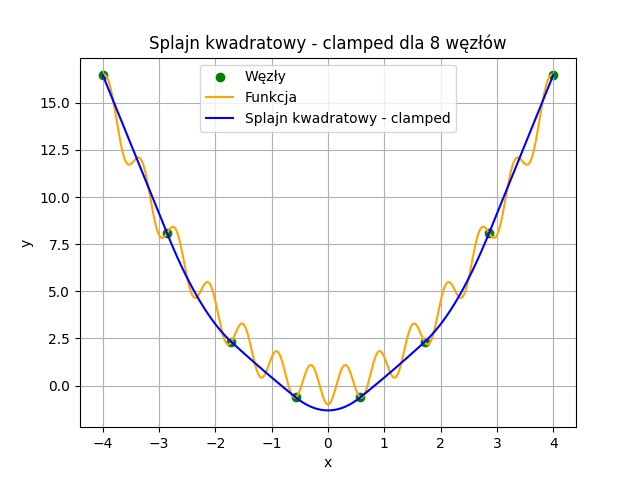 Splajn kwadratowy - clamped dla 8 węzłów
Węzły
Funkcja
Splajn kwadratowy - clamped
15.0
12.5
10.0
7.5
5.0
2.5
0.0
y
−4 −3 −2 −1 0 1 2 3 4
x